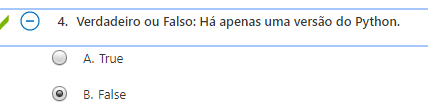 4. Verdadeiro ou Falso: Há apenas uma versão do Python.
A. True
B. False